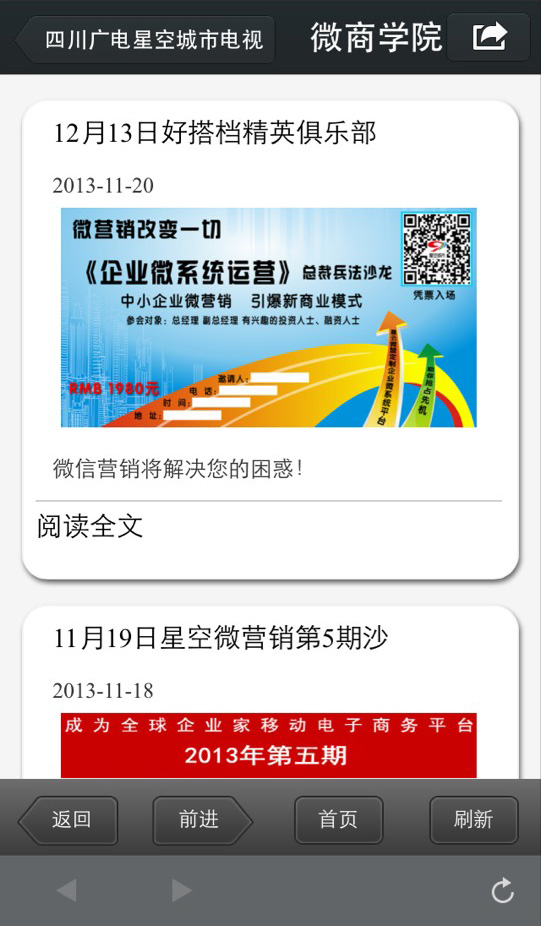 四川广电星空城市电视
微商学院
12月13日好搭档精英俱乐部
2013-11-20
微营销改变一切
《企业微系统运营》总裁兵法沙龙
中小企业微营销 引爆新商业模式
凭票入场
参会对象：总经理 副总经理 有兴趣的投资人士、融资人士
RMB 1980元
邀请人：
电话：
时间：
地址：
微信营销将解决您的困惑！
阅读全文
11月19日星空微营销第5期沙
2013-11-18
成为全球企业家移动电子商务平台
2013年第五期
返回
前进
首页
刷新